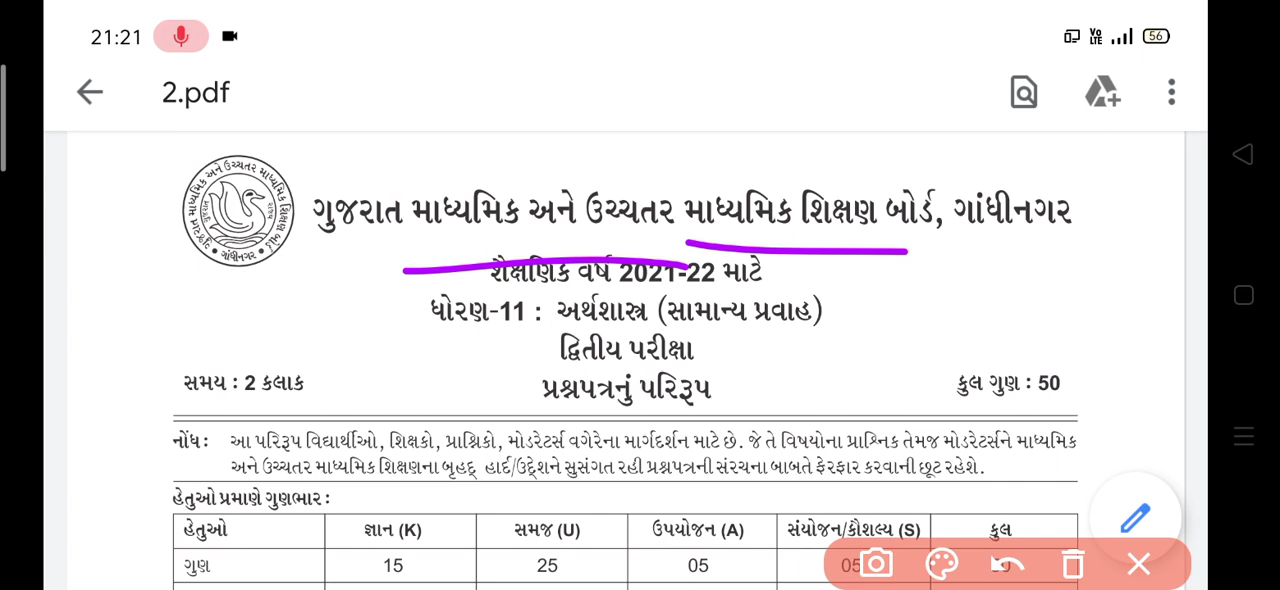 21:21
Vo LTE
56
2.pdf
ગુજરાત માધ્યમિક અને ઉચ્ચતર માધ્યમિક શિક્ષણ બોર્ડ, ગાંધીનગર
શૈક્ષણિક વર્ષ 2021-22 માટે
ધોરણ-11 : અર્થશાસ્ત્ર (સામાન્ય પ્રવાહ)
દ્વિતીય પરીક્ષા
સમય : 2 કલાક પ્રશ્નપત્રનું પરિરૂપ કુલ ગુણ : 50
નોંધ : આ પરિરૂપ વિદ્યાર્થીઓ, શિક્ષકો, પ્રાશ્નિકો, મોડરેટર્સ વગેરેના માર્ગદર્શન માટે છે. જે તે વિષયોના પ્રાશ્નિક તેમજ મોડરેટર્સને માધ્યમિક
અને ઉચ્ચતર માધ્યમિક શિક્ષણના બૃહદ્ હાર્દ/ઉદ્દેશને સુસંગત રહી પ્રશ્નપત્રની સંરચના બાબતે ફેરફાર કરવાની છૂટ રહેશે.
હેતુઓ પ્રમાણે ગુણભાર :
હેતુઓ જ્ઞાન (K) સમજ (U) ઉપયોજન (A) સંયોજન/કૌશલ્ય (S) કુલ
ગુણ 15 25 05 05